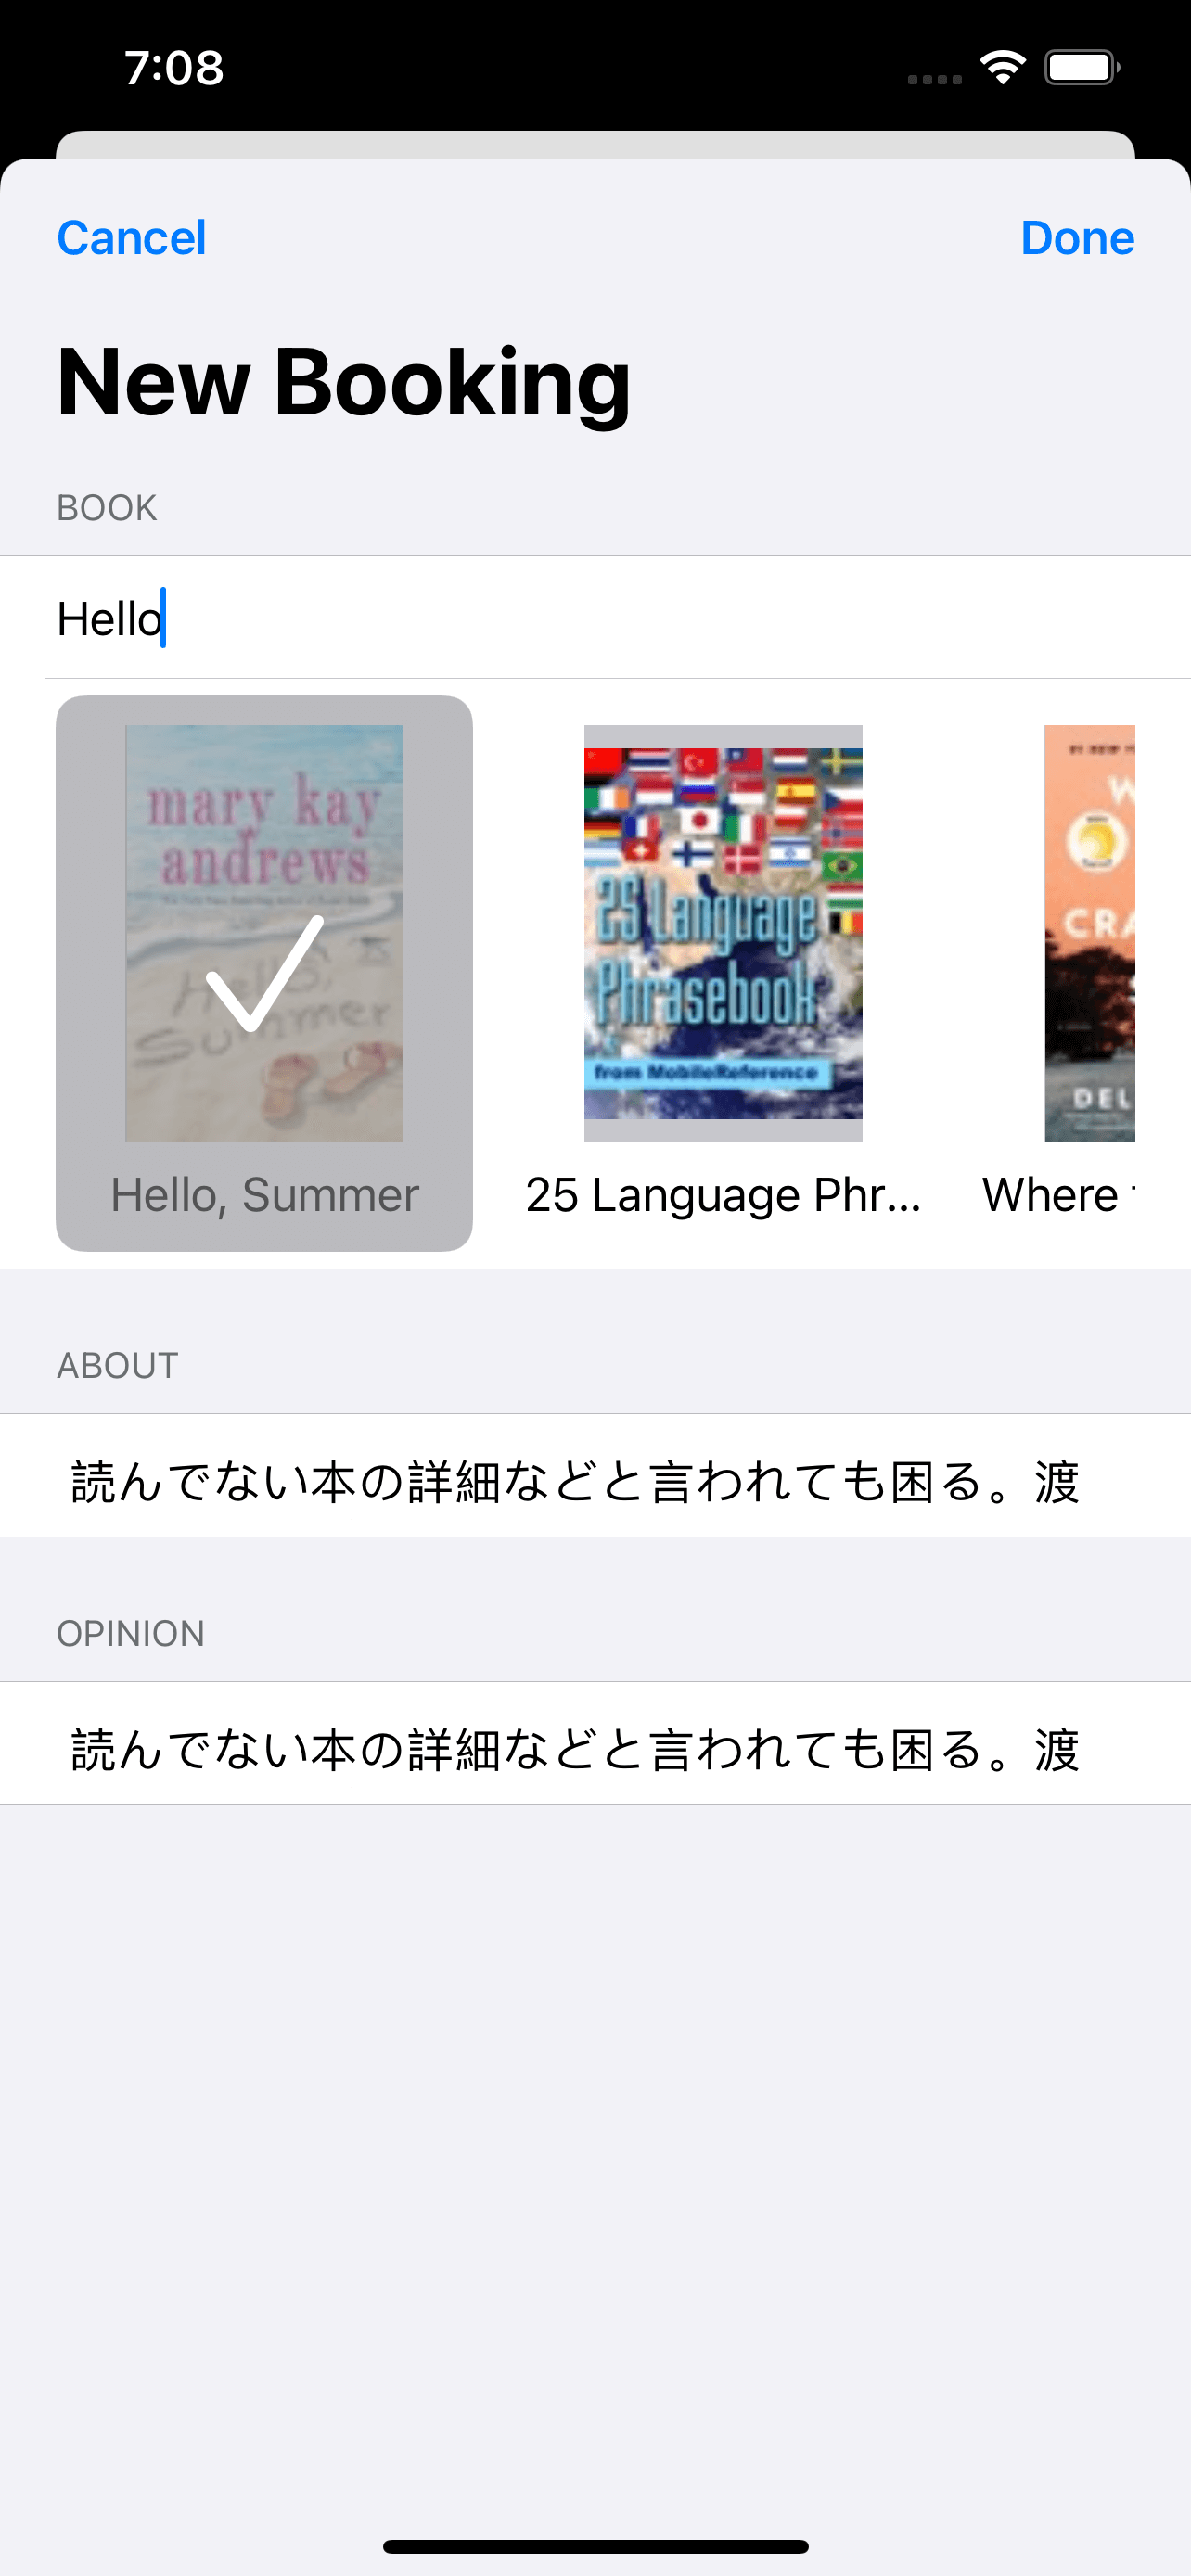 7:08
Cancel
Done
New Booking
BOOK
Hello
mary kay
andrews
Hello,
Summer
25 Language
Phrasebook
from MobileReference
W
CRA
DEL
Hello, Summer
25 Language Phr...
Where
ABOUT
読んでない本の詳細などと言われても困る。渡
OPINION
読んでない本の詳細などと言われても困る。渡